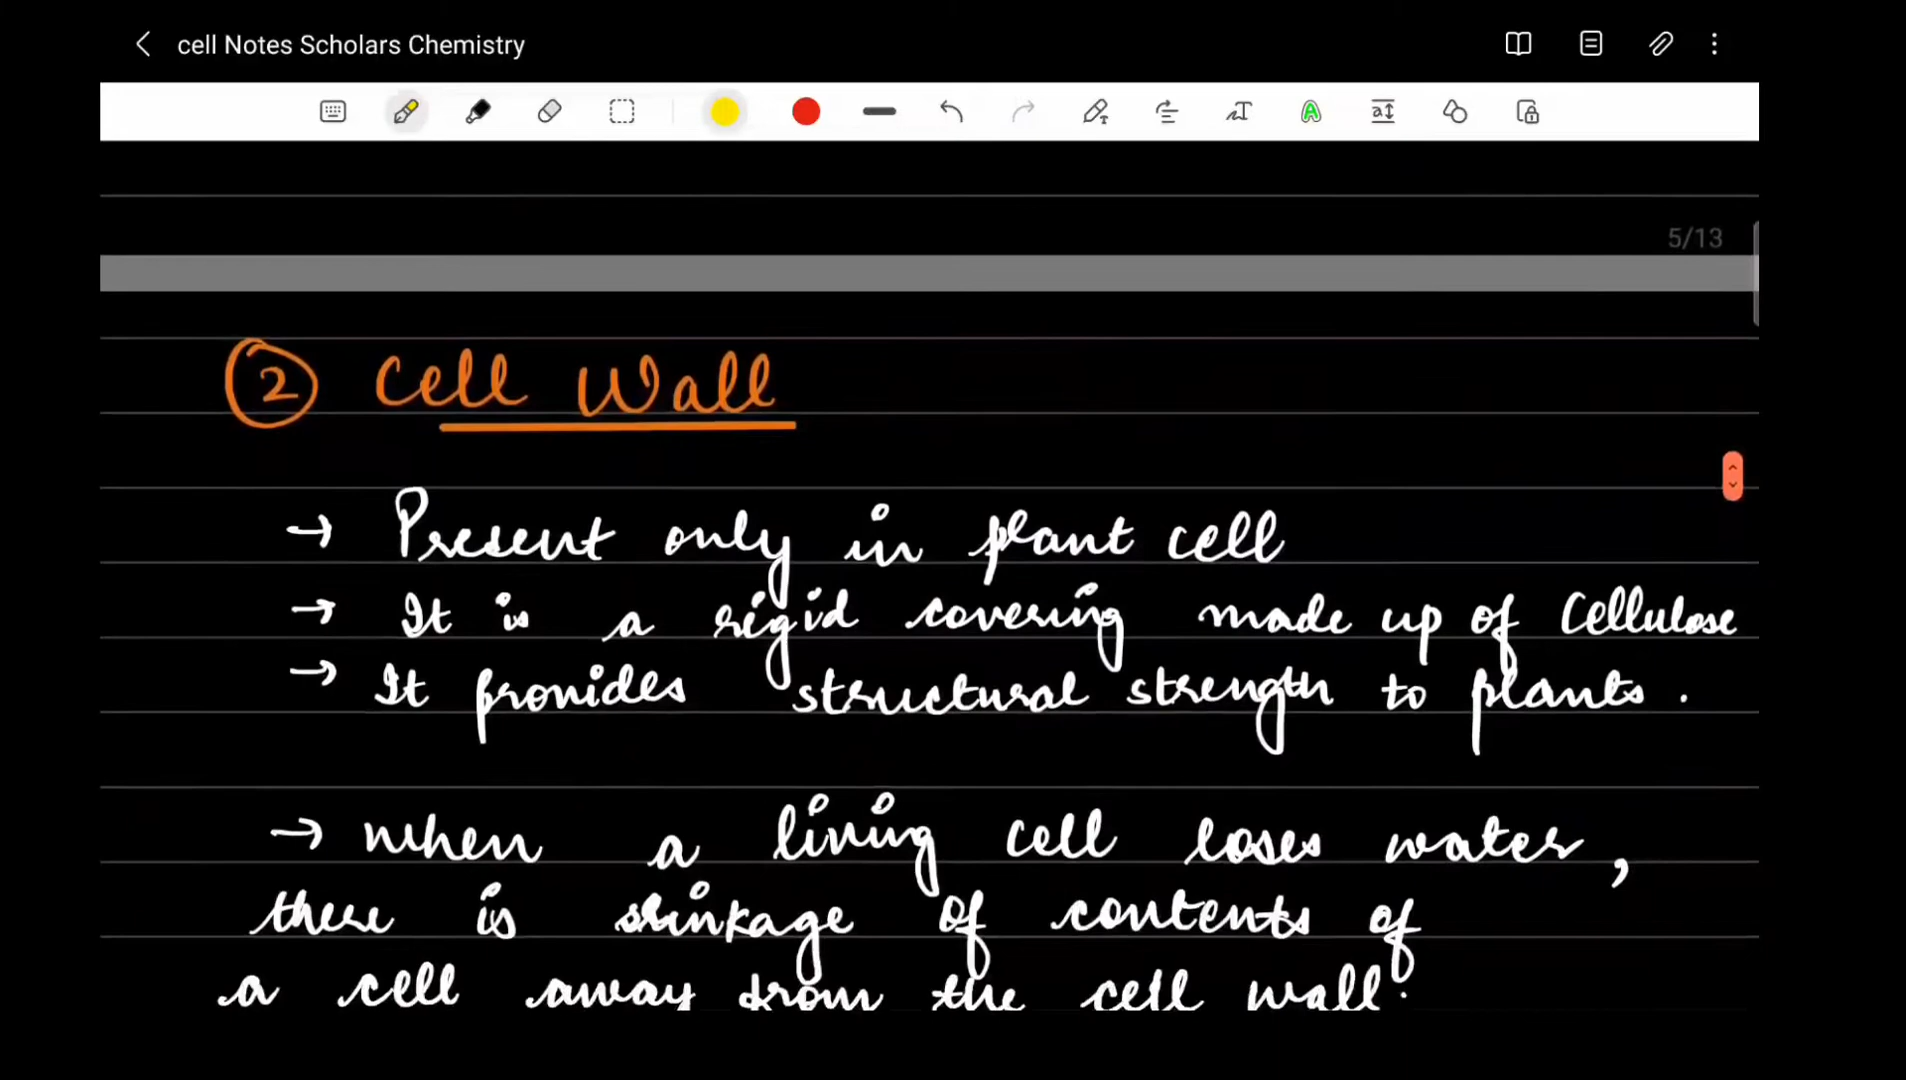 cell Notes Scholars Chemistry
5/13
2 Cell Wall
→ Present only in plant cell
→ It is a rigid covering made up of Cellulose
→ It provides structural strength to plants.
→ When a living cell loses water,
there is shinkage of contents of
a cell away from the cell wall.